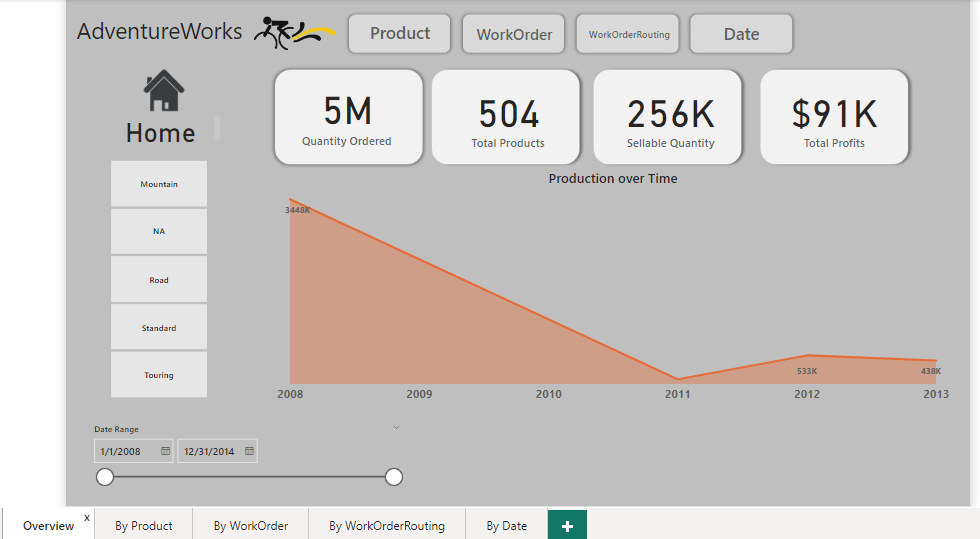 AdventureWorks
Product
WorkOrder
WorkOrderRouting
Date
Home
5M
Quantity Ordered
504
Total Products
256K
Sellable Quantity
$91K
Total Profits
Mountain
NA
Road
Standard
Touring
Production over Time
3448K
533K
438K
2008 2009 2010 2011 2012 2013
Date Range
1/1/2008 12/31/2014
Overview x By Product By WorkOrder By WorkOrderRouting By Date +